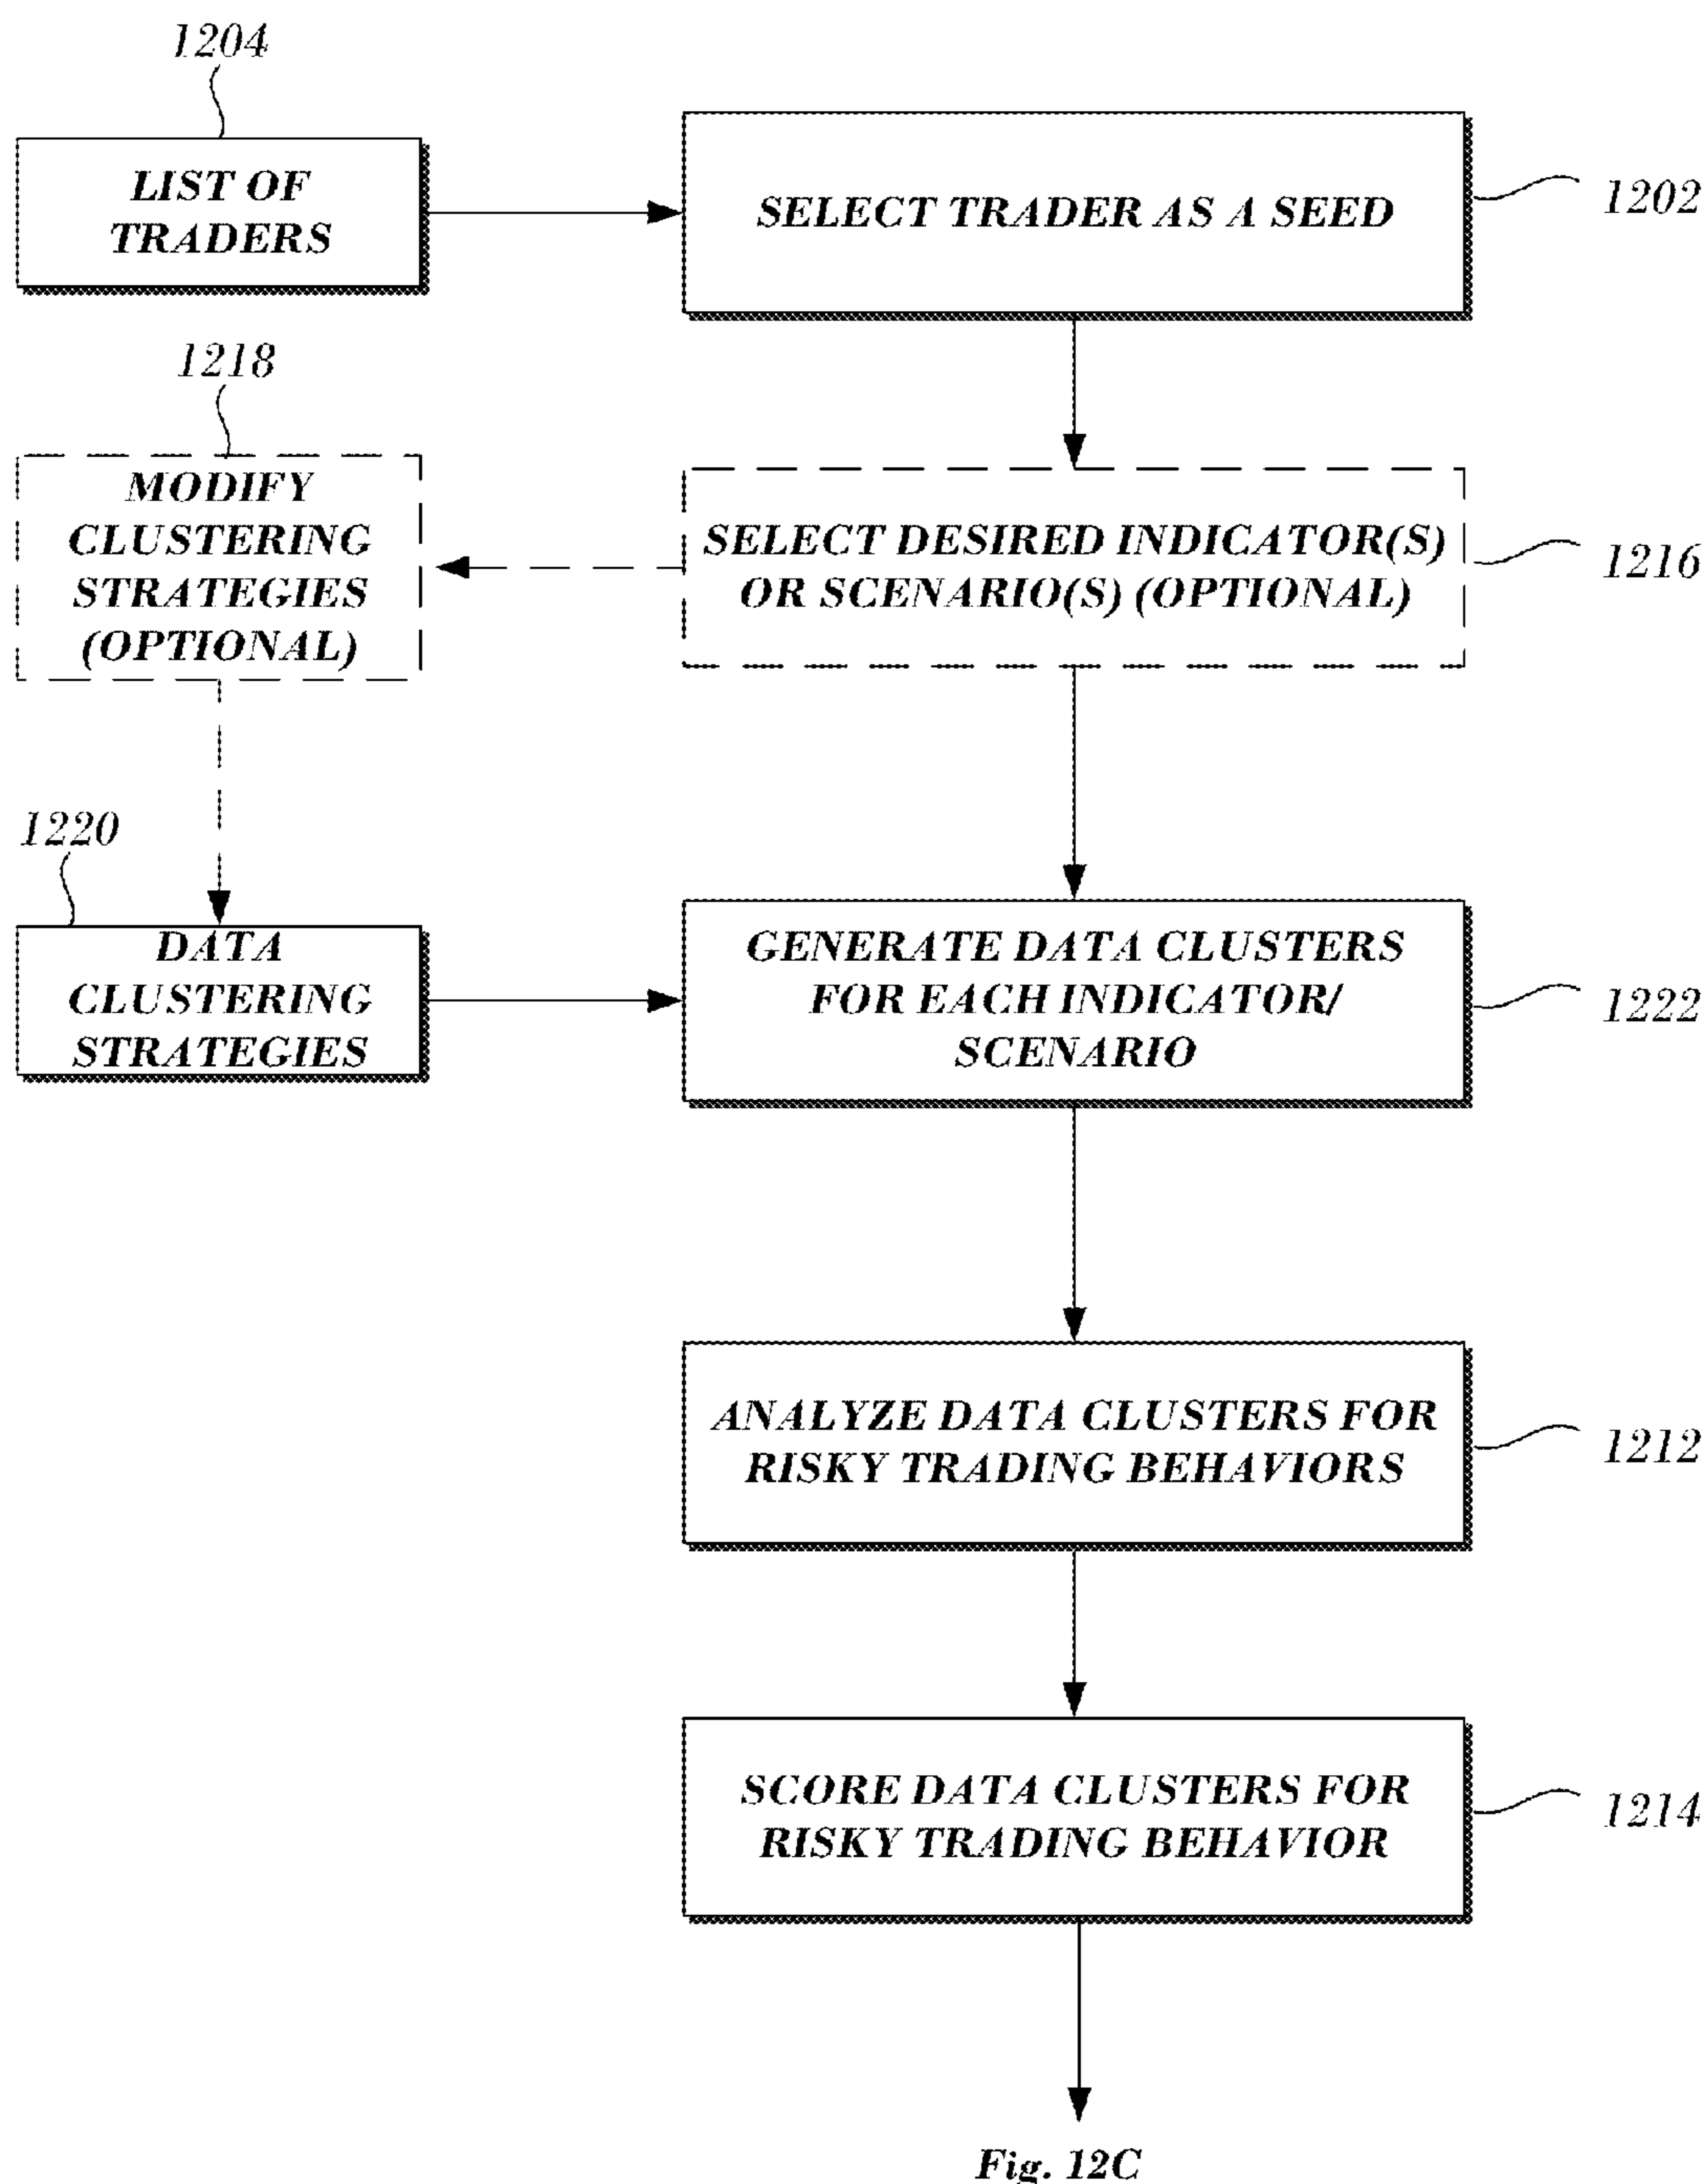 1204
LIST OF
TRADERS
SELECT TRADER AS A SEED
1202
1218
MODIFY
CLUSTERING
STRATEGIES
(OPTIONAL)
SELECT DESIRED INDICATOR(S)
OR SCENARIO(S) (OPTIONAL)
1216
1220
DATA
CLUSTERING
STRATEGIES
GENERATE DATA CLUSTERS
FOR EACH INDICATOR/
SCENARIO
1222
ANALYZE DATA CLUSTERS FOR
RISKY TRADING BEHAVIORS
1212
SCORE DATA CLUSTERS FOR
RISKY TRADING BEHAVIOR
1214
Fig. 12C